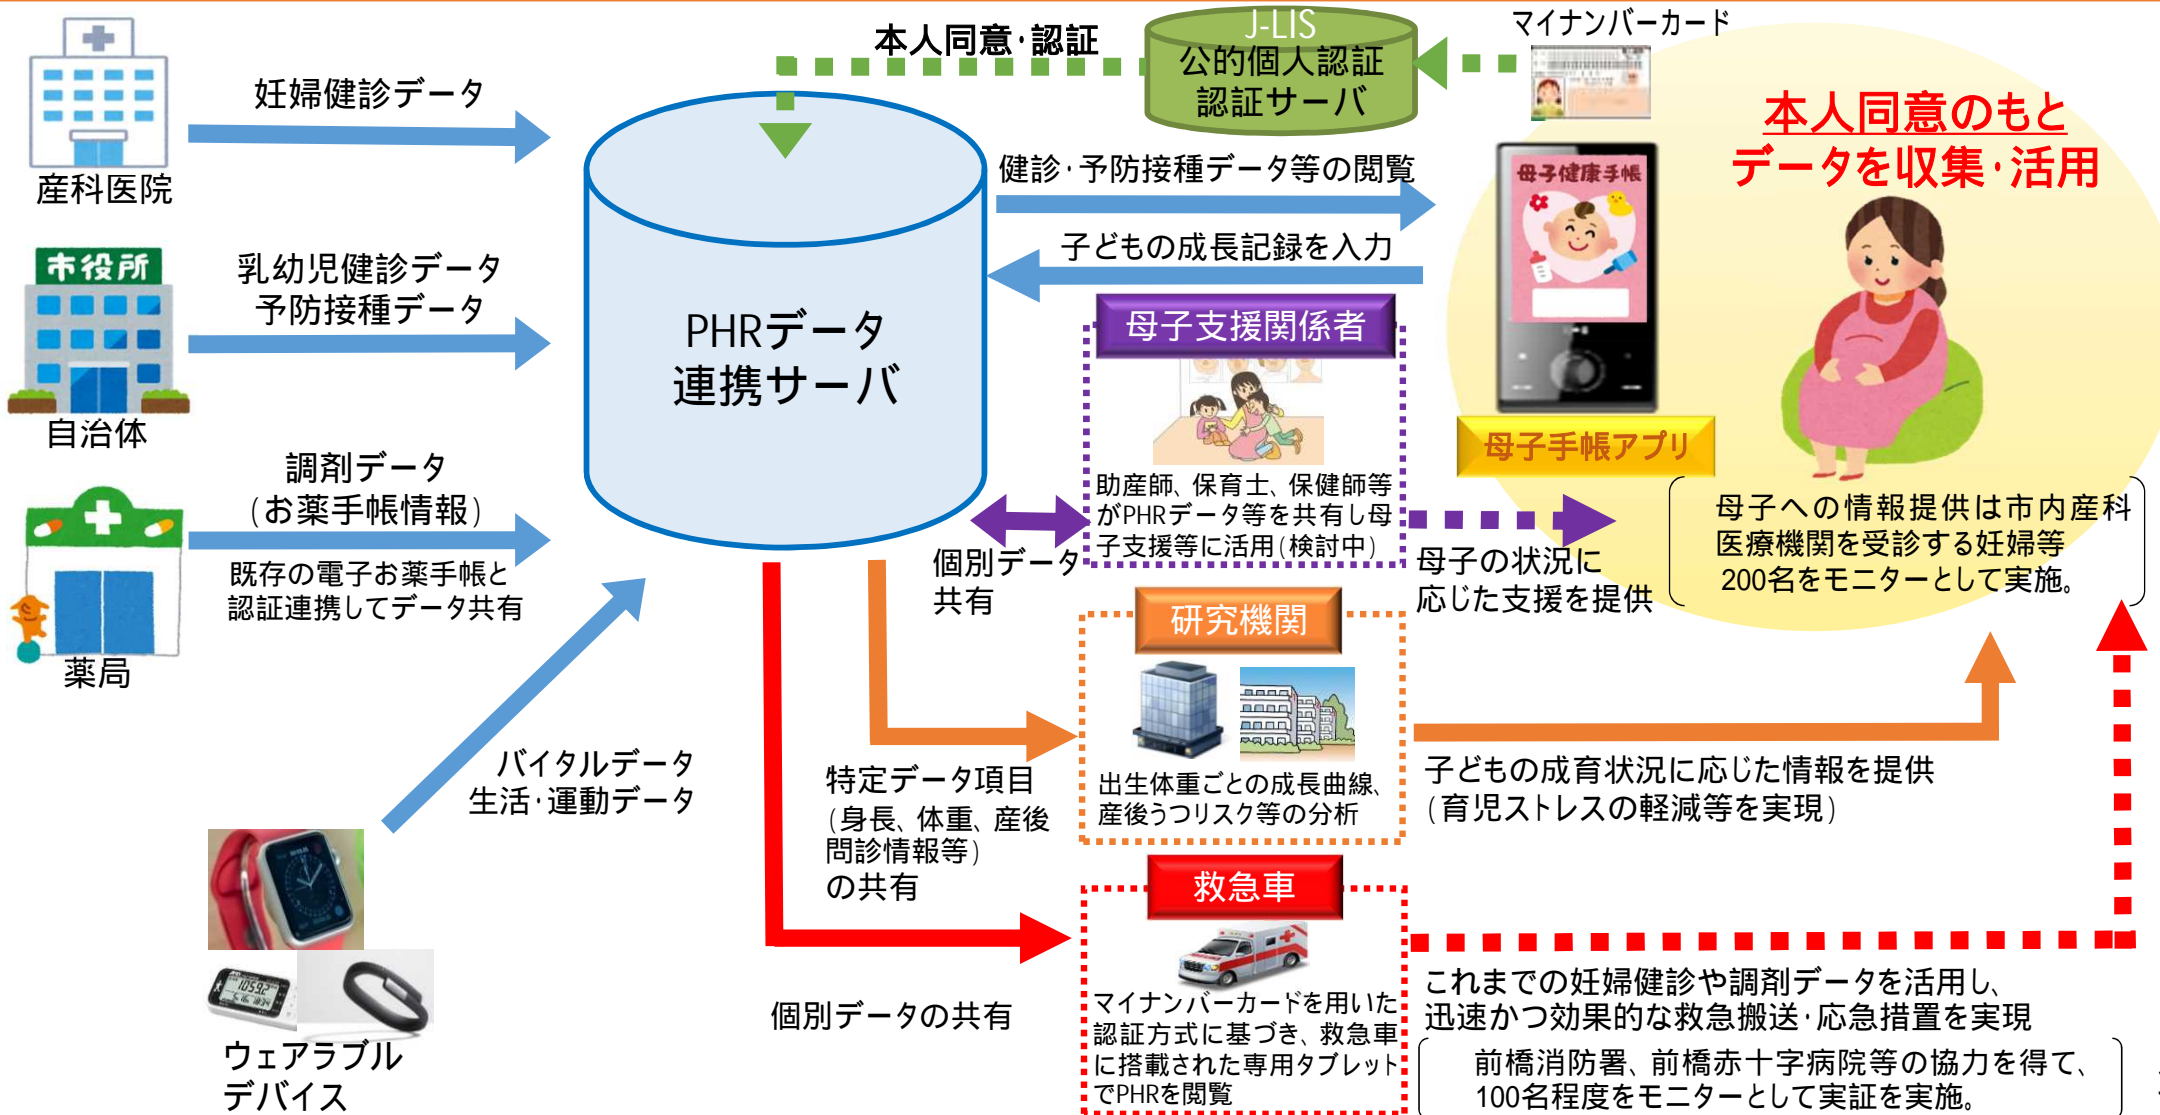 本人同意・認証
J-LIS
公的個人認証
認証サーバ
マイナンバーカード
本人同意のもと
データを収集・活用
妊婦健診データ
産科医院
市役所
自治体
乳幼児健診データ
予防接種データ
調剤データ
(お薬手帳情報)
既存の電子お薬手帳と
認証連携してデータ共有
薬局
バイタルデータ
生活・運動データ
ウェアラブル
デバイス
PHRデータ
連携サーバ
健診・予防接種データ等の閲覧
子どもの成長記録を入力
母子健康手帳
母子手帳アプリ
母子支援関係者
助産師、保育士、保健師等
がPHRデータ等を共有し母
子支援等に活用(検討中)
個別データ
共有
母子の状況に
応じた支援を提供
母子への情報提供は市内産科
医療機関を受診する妊婦等
200名をモニターとして実施。
研究機関
出生体重ごとの成長曲線、
産後うつリスク等の分析
特定データ項目
(身長、体重、産後
問診情報等)
の共有
子どもの成育状況に応じた情報を提供
(育児ストレスの軽減等を実現)
救急車
マイナンバーカードを用いた
認証方式に基づき、救急車
に搭載された専用タブレット
でPHRを閲覧
個別データの共有
これまでの妊婦健診や調剤データを活用し、
迅速かつ効果的な救急搬送・応急措置を実現
前橋消防署、前橋赤十字病院等の協力を得て、
100名程度をモニターとして実証を実施。